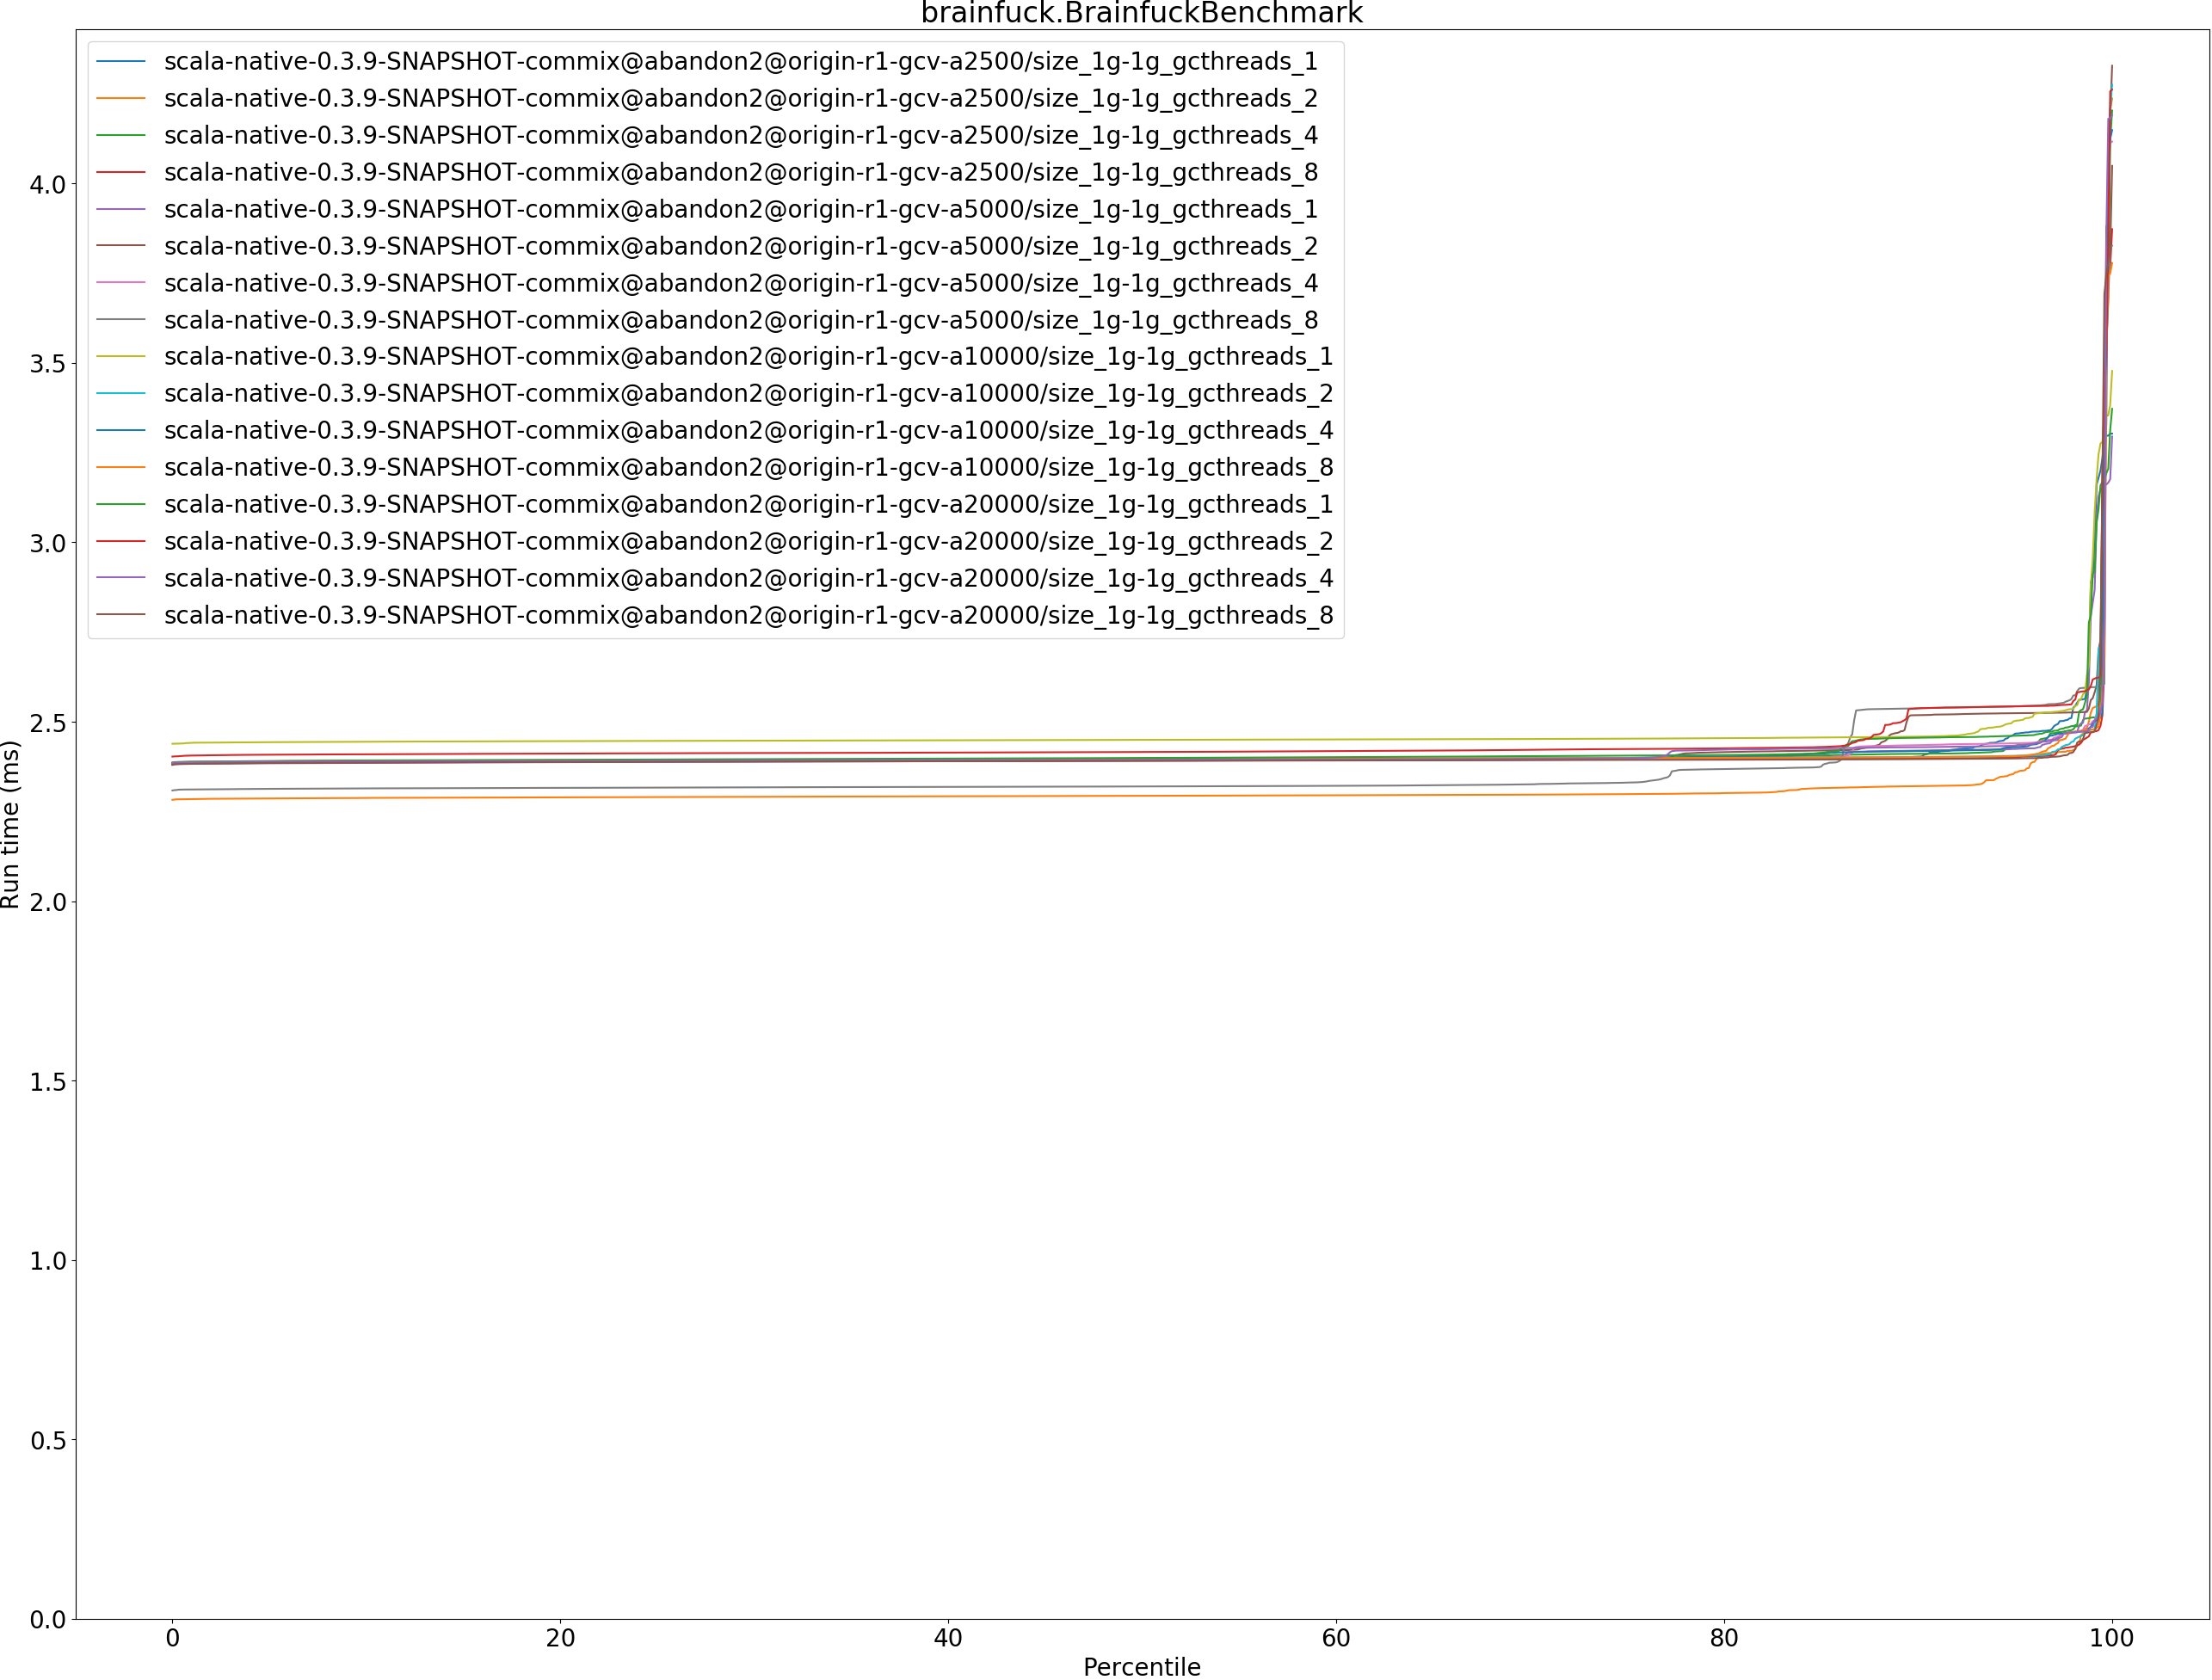 brainfuck.BrainfuckBenchmark
scala-native-0.3.9-SNAPSHOT-commix@abandon2@origin-r1-gcv-a2500/size_1g-1g_gcthreads_1
scala-native-0.3.9-SNAPSHOT-commix@abandon2@origin-r1-gcv-a2500/size_1g-1g_gcthreads_2
scala-native-0.3.9-SNAPSHOT-commix@abandon2@origin-r1-gcv-a2500/size_1g-1g_gcthreads_4
scala-native-0.3.9-SNAPSHOT-commix@abandon2@origin-r1-gcv-a2500/size_1g-1g_gcthreads_8
scala-native-0.3.9-SNAPSHOT-commix@abandon2@origin-r1-gcv-a5000/size_1g-1g_gcthreads_1
scala-native-0.3.9-SNAPSHOT-commix@abandon2@origin-r1-gcv-a5000/size_1g-1g_gcthreads_2
scala-native-0.3.9-SNAPSHOT-commix@abandon2@origin-r1-gcv-a5000/size_1g-1g_gcthreads_4
scala-native-0.3.9-SNAPSHOT-commix@abandon2@origin-r1-gcv-a5000/size_1g-1g_gcthreads_8
scala-native-0.3.9-SNAPSHOT-commix@abandon2@origin-r1-gcv-a10000/size_1g-1g_gcthreads_1
scala-native-0.3.9-SNAPSHOT-commix@abandon2@origin-r1-gcv-a10000/size_1g-1g_gcthreads_2
scala-native-0.3.9-SNAPSHOT-commix@abandon2@origin-r1-gcv-a10000/size_1g-1g_gcthreads_4
scala-native-0.3.9-SNAPSHOT-commix@abandon2@origin-r1-gcv-a10000/size_1g-1g_gcthreads_8
scala-native-0.3.9-SNAPSHOT-commix@abandon2@origin-r1-gcv-a20000/size_1g-1g_gcthreads_1
scala-native-0.3.9-SNAPSHOT-commix@abandon2@origin-r1-gcv-a20000/size_1g-1g_gcthreads_2
scala-native-0.3.9-SNAPSHOT-commix@abandon2@origin-r1-gcv-a20000/size_1g-1g_gcthreads_4
scala-native-0.3.9-SNAPSHOT-commix@abandon2@origin-r1-gcv-a20000/size_1g-1g_gcthreads_8
Run time (ms)
4.0
3.5
3.0
2.5
2.0
1.5
1.0
0.5
0.0
0 20 40 60 80 100
Percentile